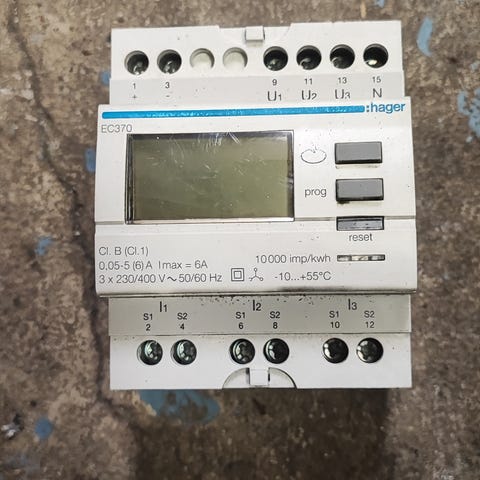 1 3 9 11 13 15
+ - U1 U2 U3 N
:hager
EC370
prog
reset
Cl. B (Cl.1)
0,05-5 (6) A I max = 6A
10 000 imp/kwh
3 x 230/400 V ~ 50/60 Hz
-10...+55°C
I1 I2 I3
S1 S2 S1 S2 S1 S2
2 4 6 8 10 12